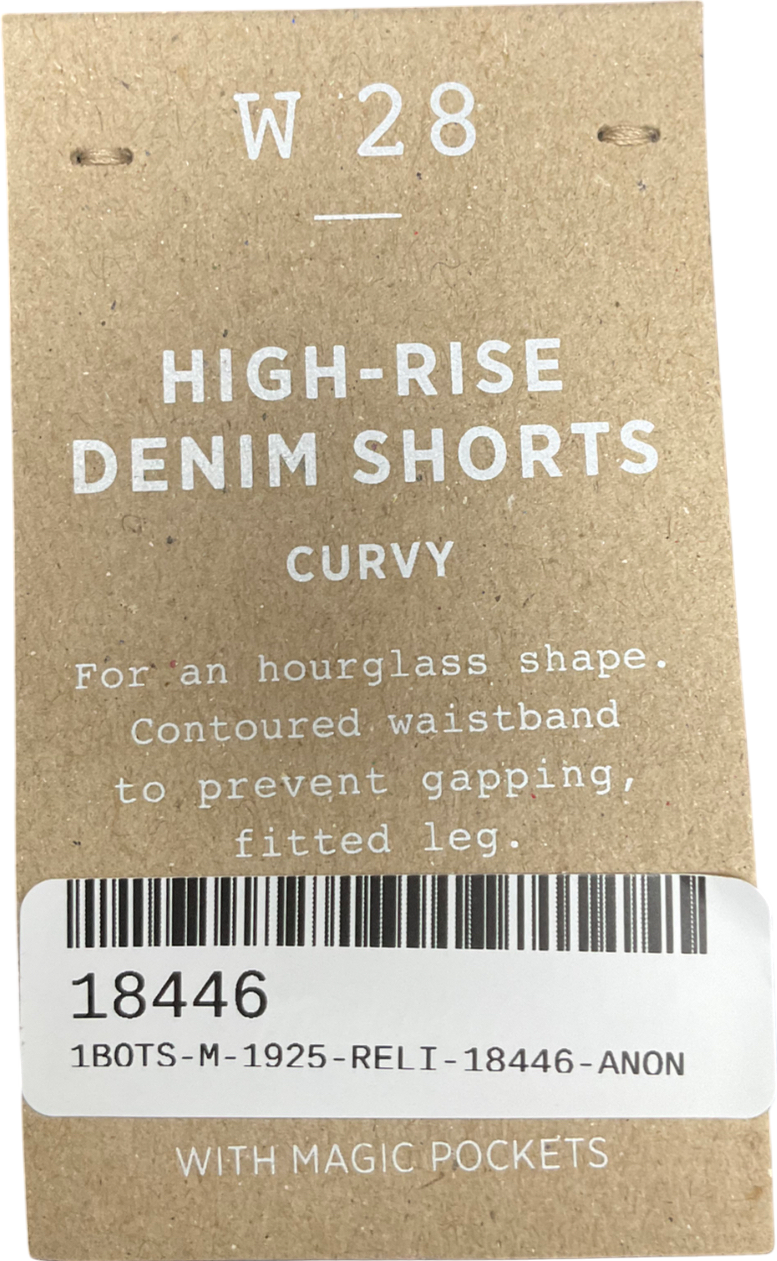 W 28
HIGH-RISE
DENIM SHORTS
CURVY
For an hourglass shape.
Contoured waistband
to prevent gapping,
fitted leg.
18446
1BOTS-M-1925-RELI-18446-ANON
WITH MAGIC POCKETS